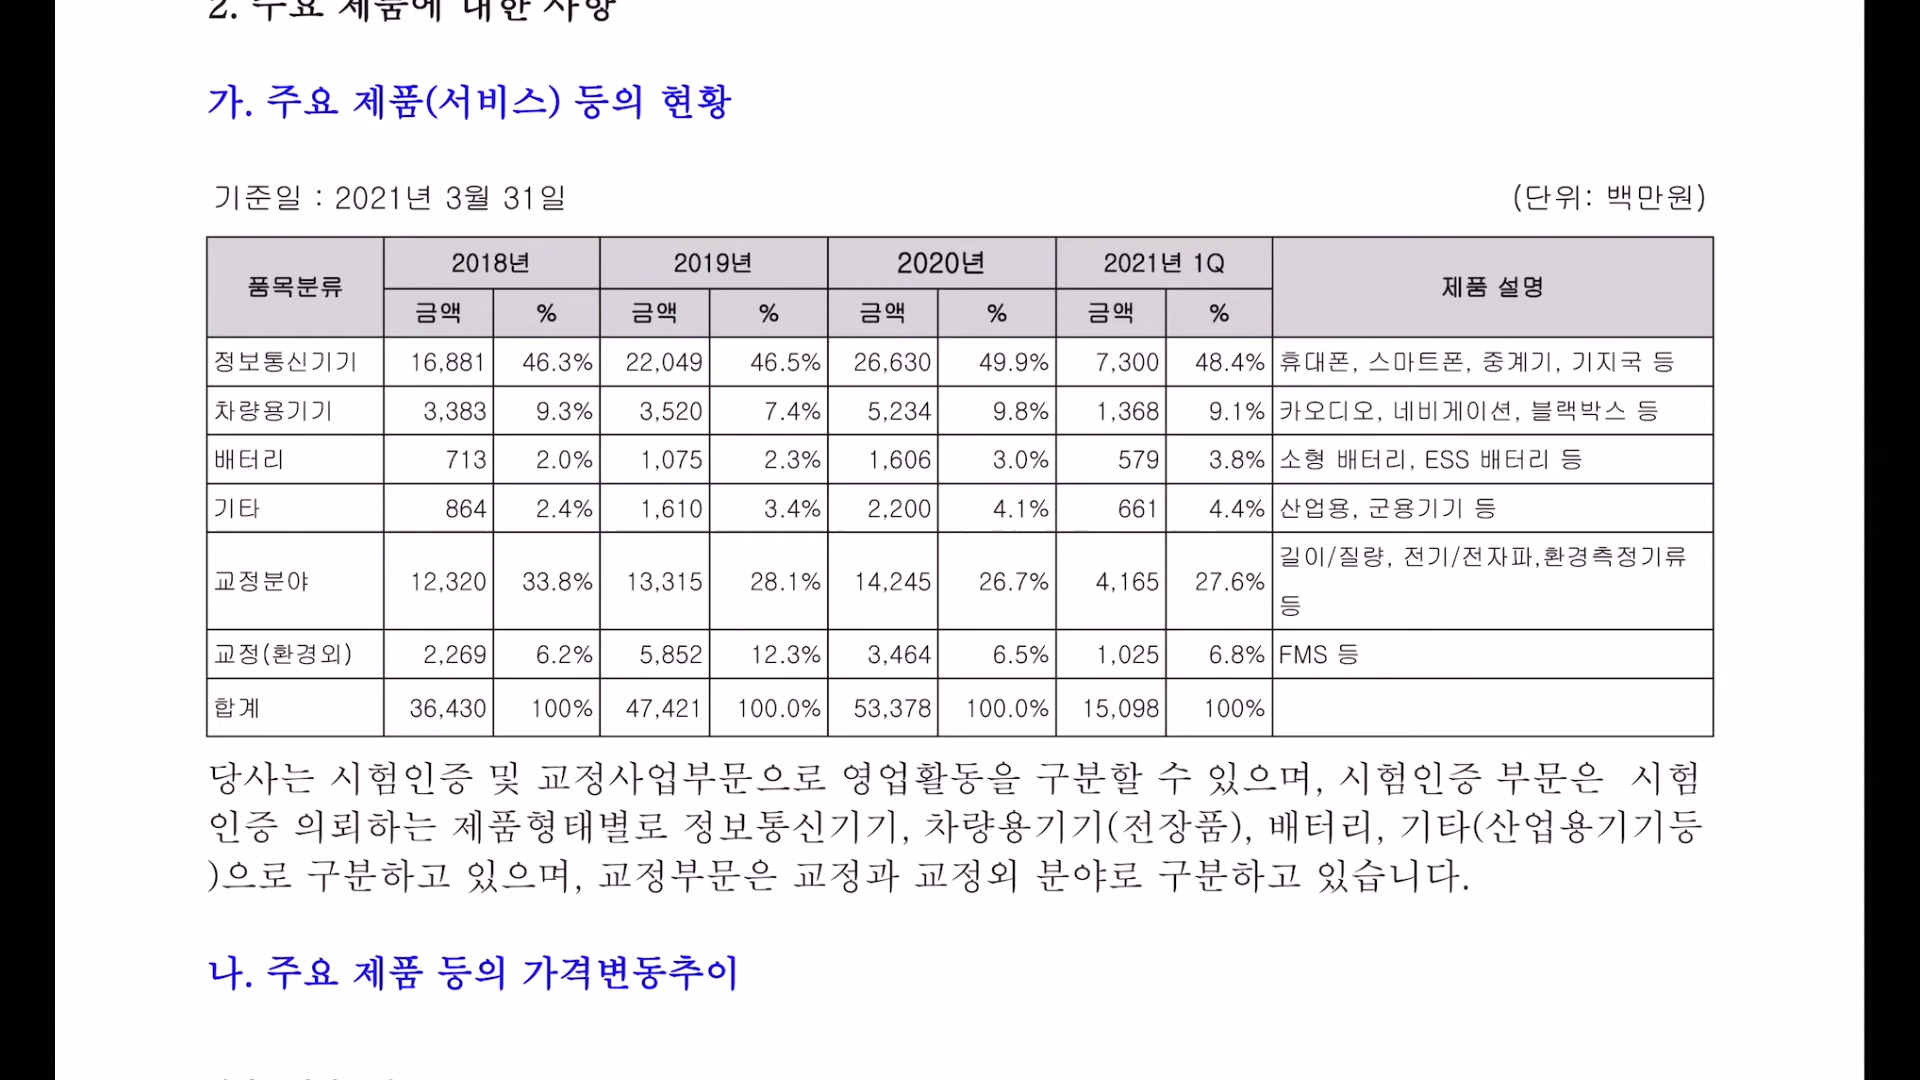 2. 주요 제품에 대한 사항
가. 주요 제품(서비스) 등의 현황
기준일 : 2021년 3월 31일 (단위: 백만원)
품목분류 2018년 2019년 2020년 2021년 1Q 제품 설명
금액 % 금액 % 금액 % 금액 %
정보통신기기 16,881 46.3% 22,049 46.5% 26,630 49.9% 7,300 48.4% 휴대폰, 스마트폰, 중계기, 기지국 등
차량용기기 3,383 9.3% 3,520 7.4% 5,234 9.8% 1,368 9.1% 카오디오, 네비게이션, 블랙박스 등
배터리 713 2.0% 1,075 2.3% 1,606 3.0% 579 3.8% 소형 배터리, ESS 배터리 등
기타 864 2.4% 1,610 3.4% 2,200 4.1% 661 4.4% 산업용, 군용기기 등
교정분야 12,320 33.8% 13,315 28.1% 14,245 26.7% 4,165 27.6% 길이/질량, 전기/전자파,환경측정기류
등
교정(환경외) 2,269 6.2% 5,852 12.3% 3,464 6.5% 1,025 6.8% FMS 등
합계 36,430 100% 47,421 100.0% 53,378 100.0% 15,098 100%
당사는 시험인증 및 교정사업부문으로 영업활동을 구분할 수 있으며, 시험인증 부문은 시험
인증 의뢰하는 제품형태별로 정보통신기기, 차량용기기(전장품), 배터리, 기타(산업용기기등
)으로 구분하고 있으며, 교정부문은 교정과 교정외 분야로 구분하고 있습니다.
나. 주요 제품 등의 가격변동추이